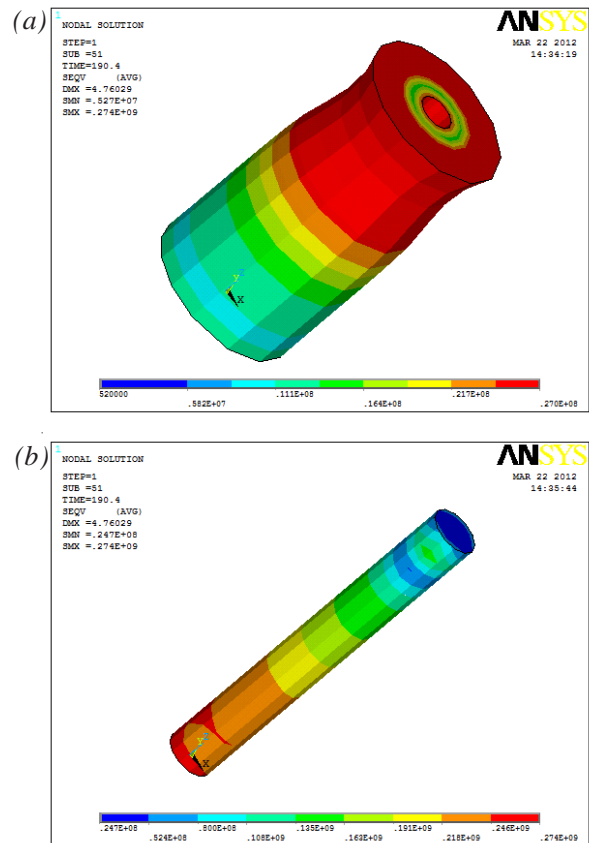 (a)
1
NODAL SOLUTION
STEP=1
SUB =51
TIME=190.4
SEQV (AVG)
DMX =4.76029
SMN =.527E+07
SMX =.274E+09
ANSYS
MAR 22 2012
14:34:19
Y Z
X
520000 .582E+07 .111E+08 .164E+08 .217E+08 .270E+08
(b)
1
NODAL SOLUTION
STEP=1
SUB =51
TIME=190.4
SEQV (AVG)
DMX =4.76029
SMN =.247E+08
SMX =.274E+09
ANSYS
MAR 22 2012
14:35:44
Y
X
.247E+08 .524E+08 .800E+08 .108E+09 .135E+09 .163E+09 .191E+09 .218E+09 .246E+09 .274E+09